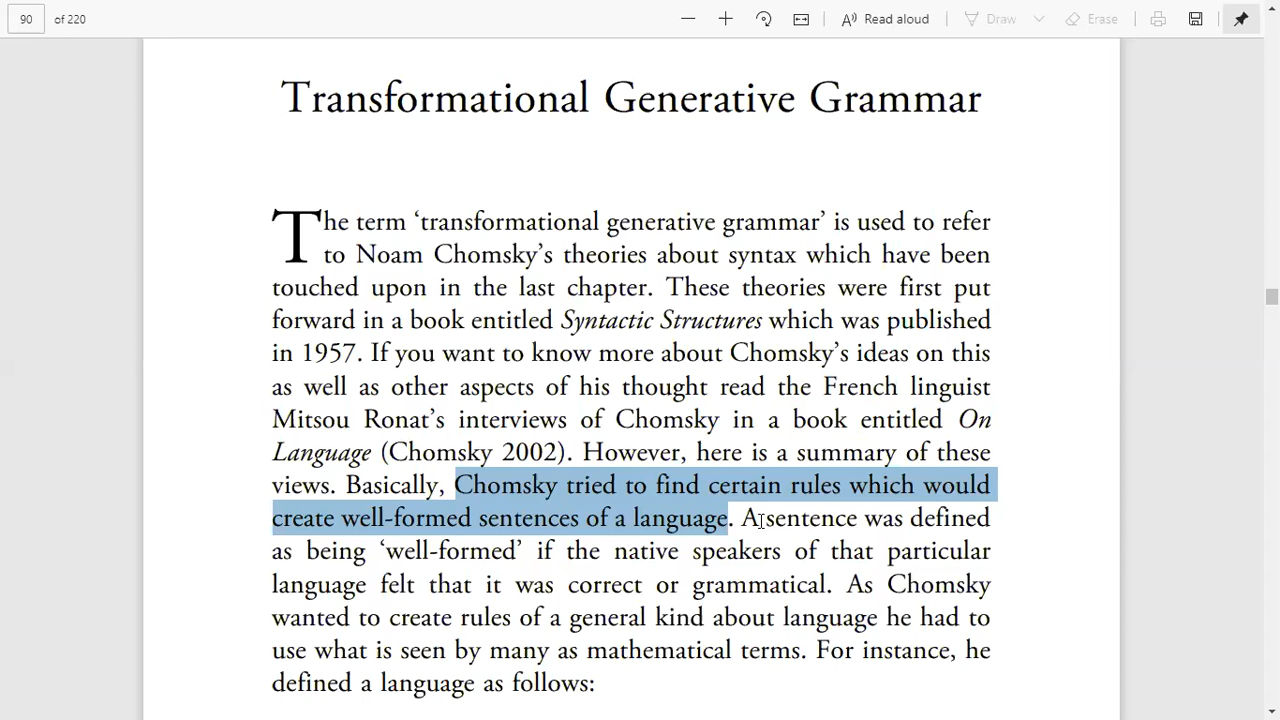 90 of 220
Read aloud
Draw
Erase
Transformational Generative Grammar
The term ‘transformational generative grammar’ is used to refer
to Noam Chomsky’s theories about syntax which have been
touched upon in the last chapter. These theories were first put
forward in a book entitled Syntactic Structures which was published
in 1957. If you want to know more about Chomsky’s ideas on this
as well as other aspects of his thought read the French linguist
Mitsou Ronat’s interviews of Chomsky in a book entitled On
Language (Chomsky 2002). However, here is a summary of these
views. Basically, Chomsky tried to find certain rules which would
create well-formed sentences of a language. A sentence was defined
as being ‘well-formed’ if the native speakers of that particular
language felt that it was correct or grammatical. As Chomsky
wanted to create rules of a general kind about language he had to
use what is seen by many as mathematical terms. For instance, he
defined a language as follows: